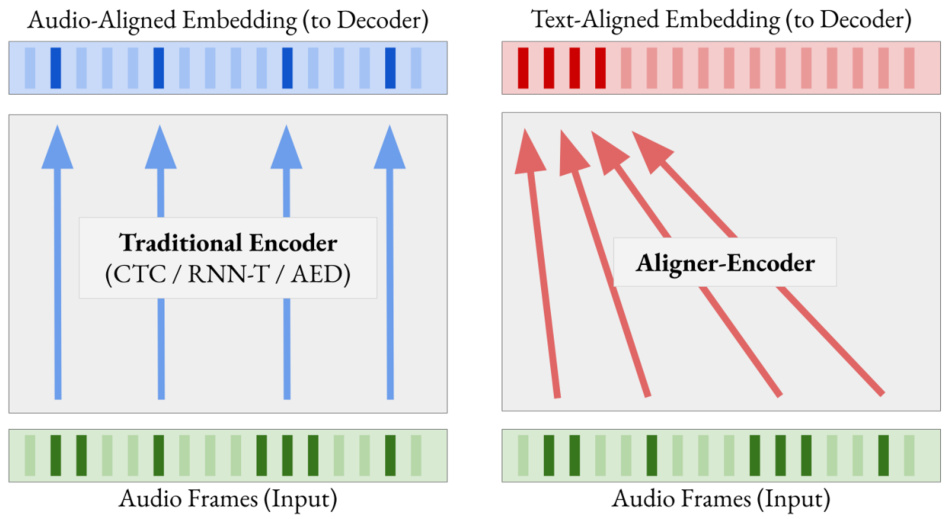 Audio-Aligned Embedding (to Decoder)
Traditional Encoder
(CTC / RNN-T / AED)
Audio Frames (Input)
Text-Aligned Embedding (to Decoder)
Aligner-Encoder
Audio Frames (Input)